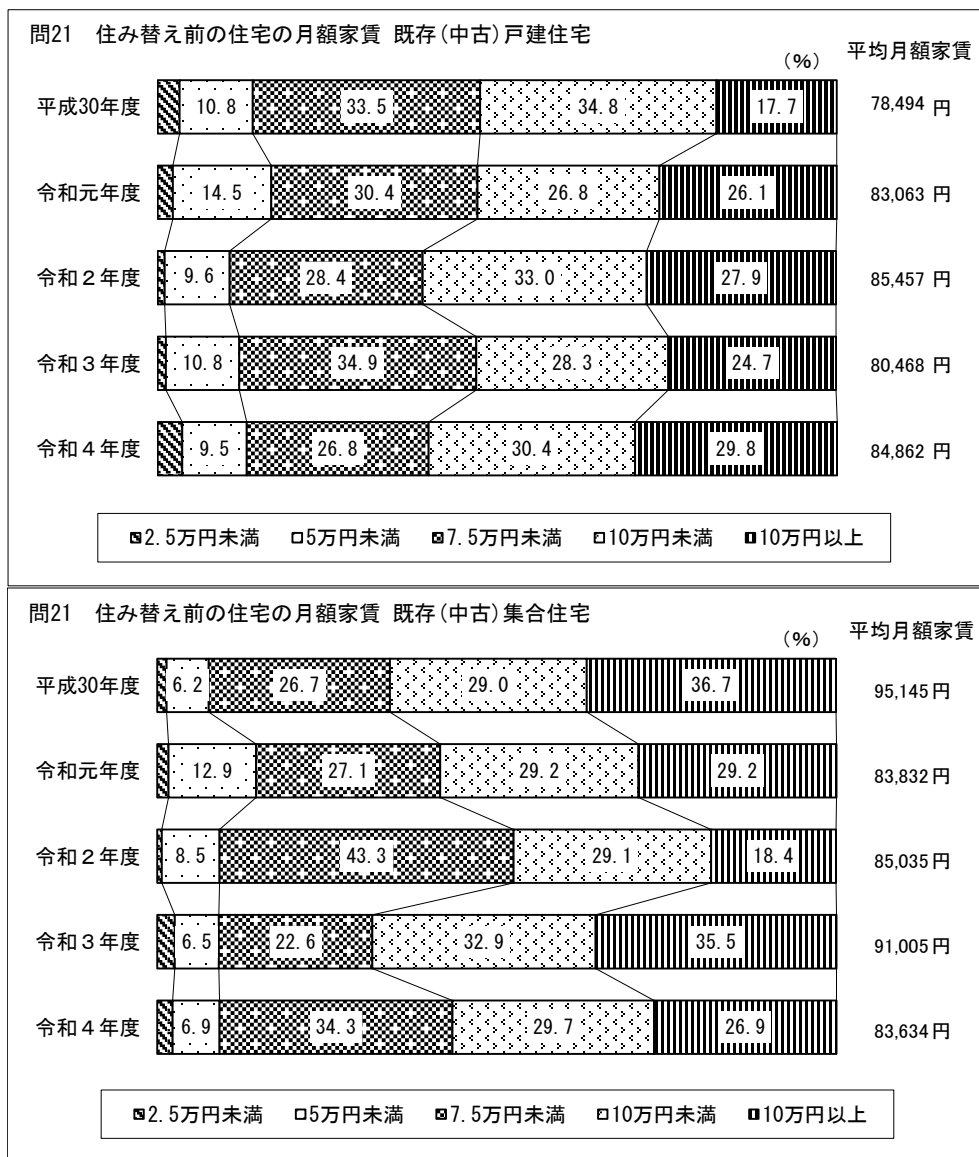 問21 住み替え前の住宅の月額家賃 既存(中古)戸建住宅
(%) 平均月額家賃
平成30年度 10.8 33.5 34.8 17.7 78,494 円
令和元年度 14.5 30.4 26.8 26.1 83,063 円
令和2年度 9.6 28.4 33.0 27.9 85,457 円
令和3年度 10.8 34.9 28.3 24.7 80,468 円
令和4年度 9.5 26.8 30.4 29.8 84,862 円
2.5万円未満 5万円未満 7.5万円未満 10万円未満 10万円以上
問21 住み替え前の住宅の月額家賃 既存(中古)集合住宅
(%) 平均月額家賃
平成30年度 6.2 26.7 29.0 36.7 95,145円
令和元年度 12.9 27.1 29.2 29.2 83,832円
令和2年度 8.5 43.3 29.1 18.4 85,035円
令和3年度 6.5 22.6 32.9 35.5 91,005円
令和4年度 6.9 34.3 29.7 26.9 83,634円
2.5万円未満 5万円未満 7.5万円未満 10万円未満 10万円以上